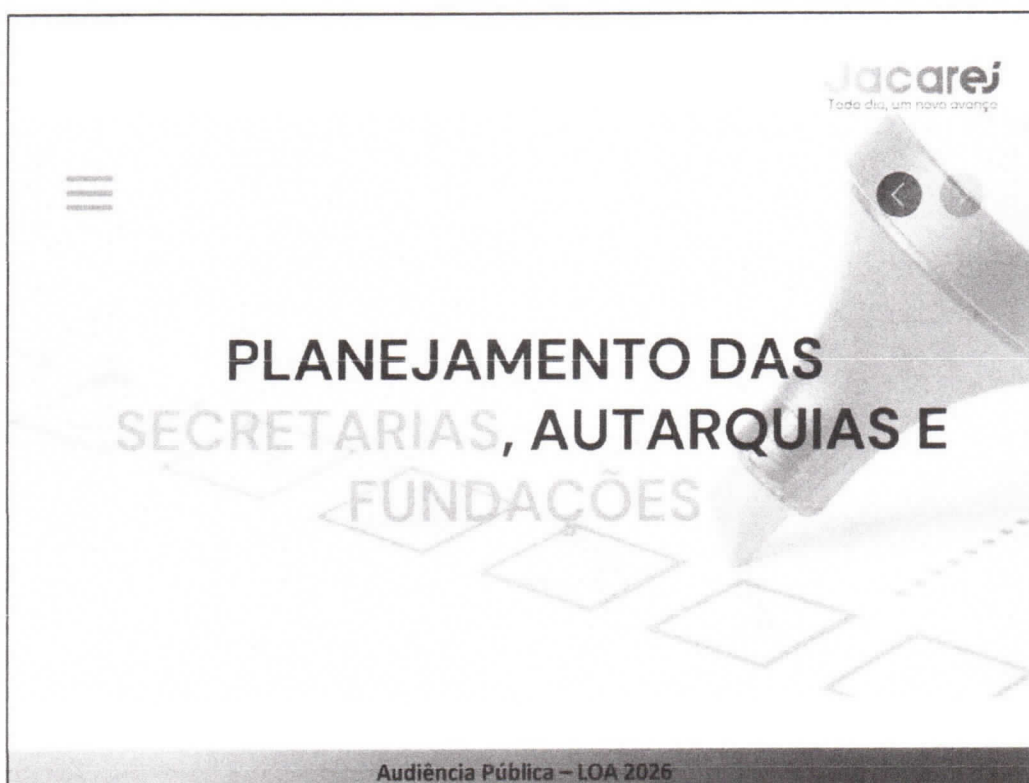 Jacareí
Todo dia, um novo avanço
PLANEJAMENTO DAS
SECRETARIAS, AUTARQUIAS E
FUNDAÇÕES
Audiência Pública – LOA 2026